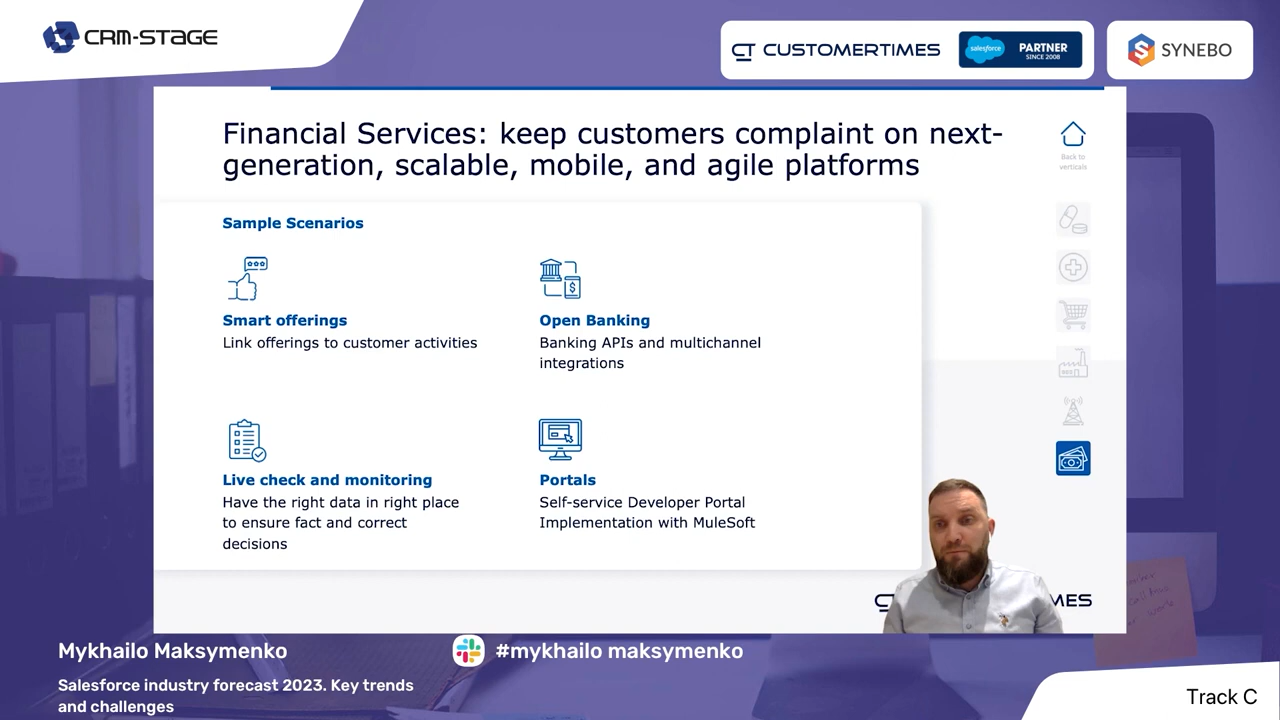 CRM-STAGE
CUSTOMERTIMES
salesforce
PARTNER
SINCE 2008
SYNEBO
Financial Services: keep customers complaint on next-
generation, scalable, mobile, and agile platforms
Back to
verticals
Sample Scenarios
Smart offerings
Link offerings to customer activities
Open Banking
Banking APIs and multichannel
integrations
Live check and monitoring
Have the right data in right place
to ensure fact and correct
decisions
Portals
Self-service Developer Portal
Implementation with MuleSoft
MES
Mykhailo Maksymenko
#mykhailo maksymenko
Salesforce industry forecast 2023. Key trends
and challenges
Track C